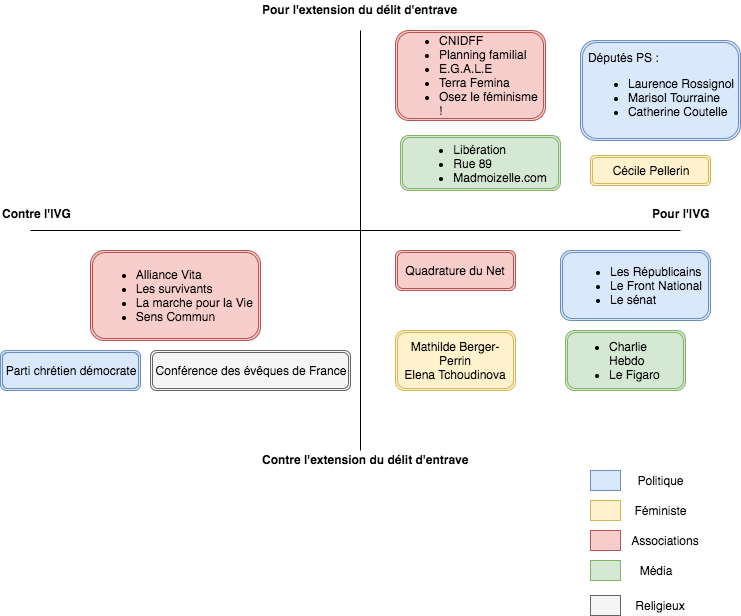 Pour l'extension du délit d'entrave
CNIDFF
Planning familial
E.G.A.L.E
Terra Femina
Osez le féminisme
!
Députés PS :
Laurence Rossignol
Marisol Tourraine
Catherine Coutelle
Libération
Rue 89
Madmoizelle.com
Cécile Pellerin
Contre l'IVG
Pour l'IVG
Alliance Vita
Les survivants
La marche pour la Vie
Sens Commun
Quadrature du Net
Les Républicains
Le Front National
Le sénat
Parti chrétien démocrate
Conférence des évêques de France
Mathilde Berger-
Perrin
Elena Tchoudinova
Charlie
Hebdo
Le Figaro
Contre l'extension du délit d'entrave
Politique
Féministe
Associations
Média
Religieux